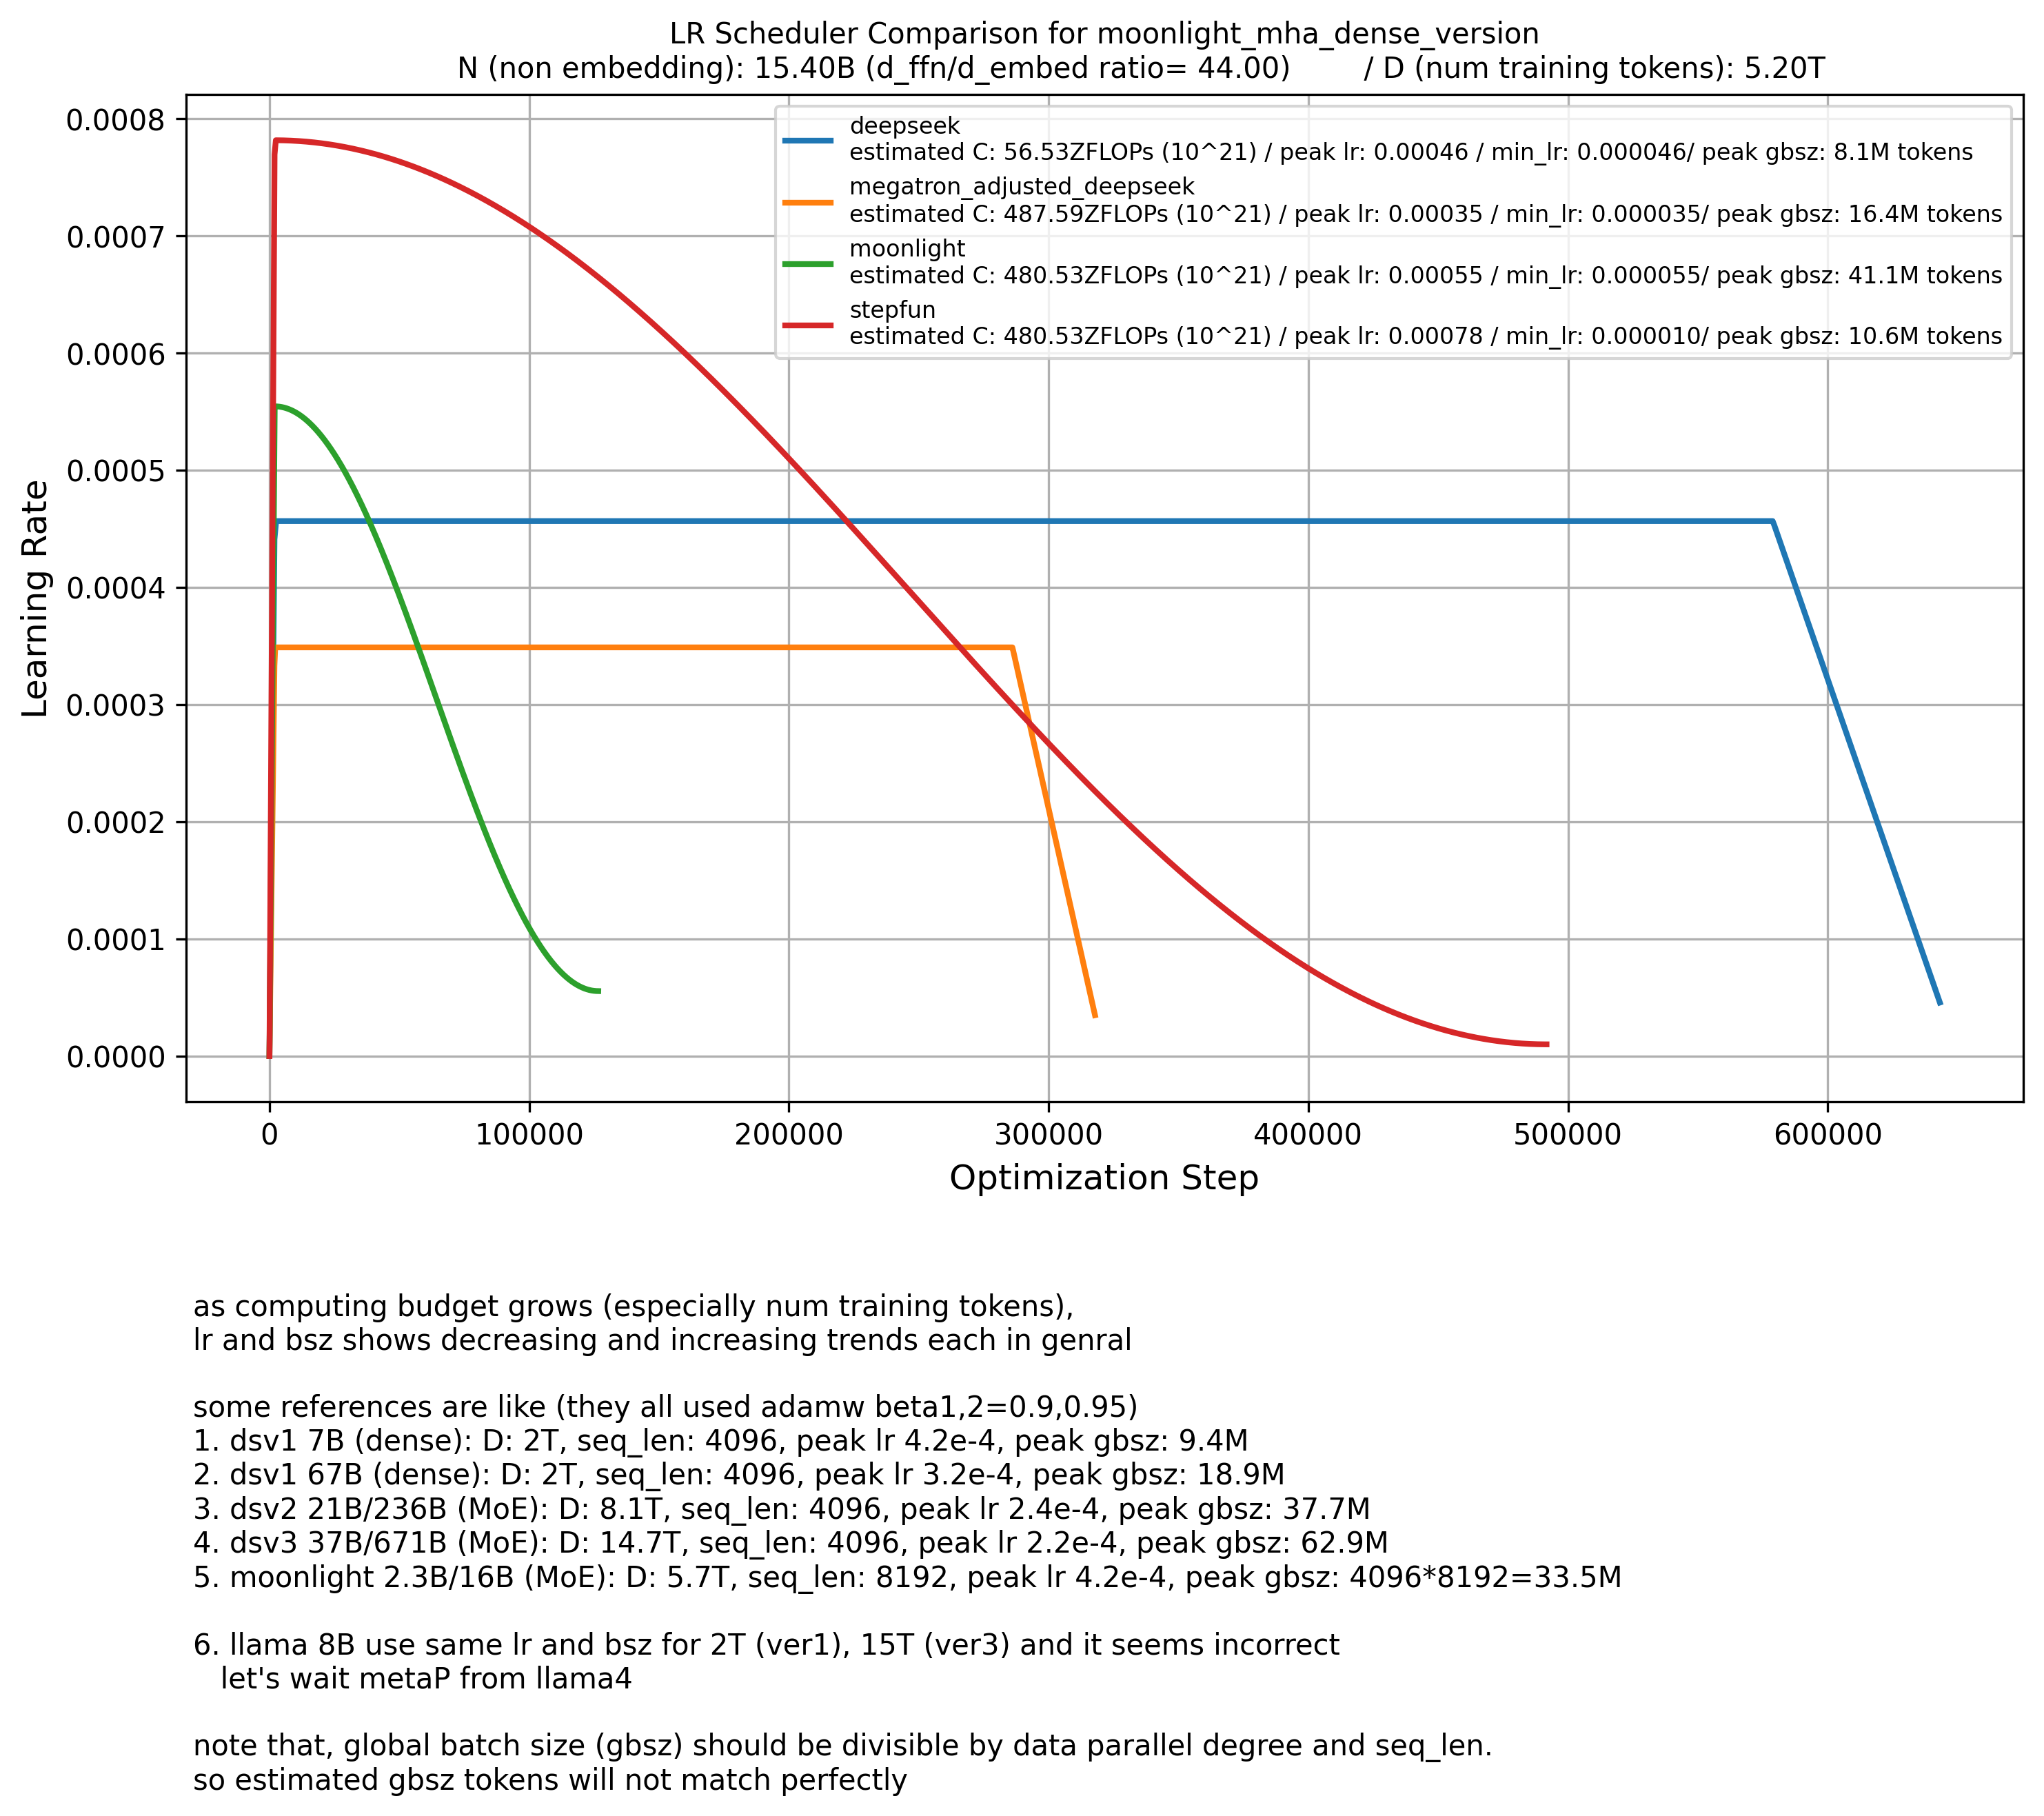 LR Scheduler Comparison for moonlight_mha_dense_version
N (non embedding): 15.40B (d_ffn/d_embed ratio= 44.00) / D (num training tokens): 5.20T
deepseek
estimated C: 56.53ZFLOPs (10^21) / peak lr: 0.00046 / min_lr: 0.000046/ peak gbsz: 8.1M tokens
megatron_adjusted_deepseek
estimated C: 487.59ZFLOPs (10^21) / peak lr: 0.00035 / min_lr: 0.000035/ peak gbsz: 16.4M tokens
moonlight
estimated C: 480.53ZFLOPs (10^21) / peak lr: 0.00055 / min_lr: 0.000055/ peak gbsz: 41.1M tokens
stepfun
estimated C: 480.53ZFLOPs (10^21) / peak lr: 0.00078 / min_lr: 0.000010/ peak gbsz: 10.6M tokens
Learning Rate
0.0008
0.0007
0.0006
0.0005
0.0004
0.0003
0.0002
0.0001
0.0000
0 100000 200000 300000 400000 500000 600000
Optimization Step
as computing budget grows (especially num training tokens),
lr and bsz shows decreasing and increasing trends each in genral
some references are like (they all used adamw beta1,2=0.9,0.95)
1. dsv1 7B (dense): D: 2T, seq_len: 4096, peak lr 4.2e-4, peak gbsz: 9.4M
2. dsv1 67B (dense): D: 2T, seq_len: 4096, peak lr 3.2e-4, peak gbsz: 18.9M
3. dsv2 21B/236B (MoE): D: 8.1T, seq_len: 4096, peak lr 2.4e-4, peak gbsz: 37.7M
4. dsv3 37B/671B (MoE): D: 14.7T, seq_len: 4096, peak lr 2.2e-4, peak gbsz: 62.9M
5. moonlight 2.3B/16B (MoE): D: 5.7T, seq_len: 8192, peak lr 4.2e-4, peak gbsz: 4096*8192=33.5M
6. llama 8B use same lr and bsz for 2T (ver1), 15T (ver3) and it seems incorrect
let's wait metaP from llama4
note that, global batch size (gbsz) should be divisible by data parallel degree and seq_len.
so estimated gbsz tokens will not match perfectly